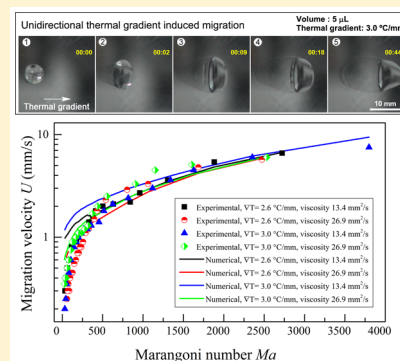 Unidirectional thermal gradient induced migration
Volume : 5 μL
Thermal gradient: 3.0 ºC/mm
1 00:00
2 00:02
3 00:09
4 00:18
5 00:44
Thermal gradient
10 mm
Migration velocity U (mm/s)
10
1
Experimental, ∇T= 2.6 °C/mm, viscosity 13.4 mm²/s
Experimental, ∇T= 2.6 °C/mm, viscosity 26.9 mm²/s
Experimental, ∇T= 3.0 °C/mm, viscosity 13.4 mm²/s
Experimental, ∇T= 3.0 °C/mm, viscosity 26.9 mm²/s
Numerical, ∇T= 2.6 °C/mm, viscosity 13.4 mm²/s
Numerical, ∇T= 2.6 °C/mm, viscosity 26.9 mm²/s
Numerical, ∇T= 3.0 °C/mm, viscosity 13.4 mm²/s
Numerical, ∇T= 3.0 °C/mm, viscosity 26.9 mm²/s
0 500 1000 1500 2000 2500 3000 3500 4000
Marangoni number Ma